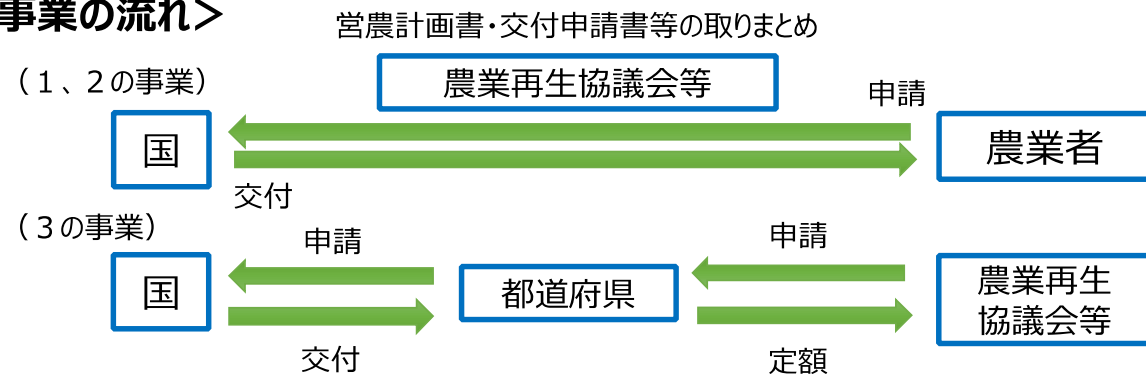 事業の流れ＞
営農計画書・交付申請書等の取りまとめ
（１、２の事業）
農業再生協議会等
申請
国
農業者
交付
（３の事業）
申請
申請
国
都道府県
農業再生
協議会等
交付
定額